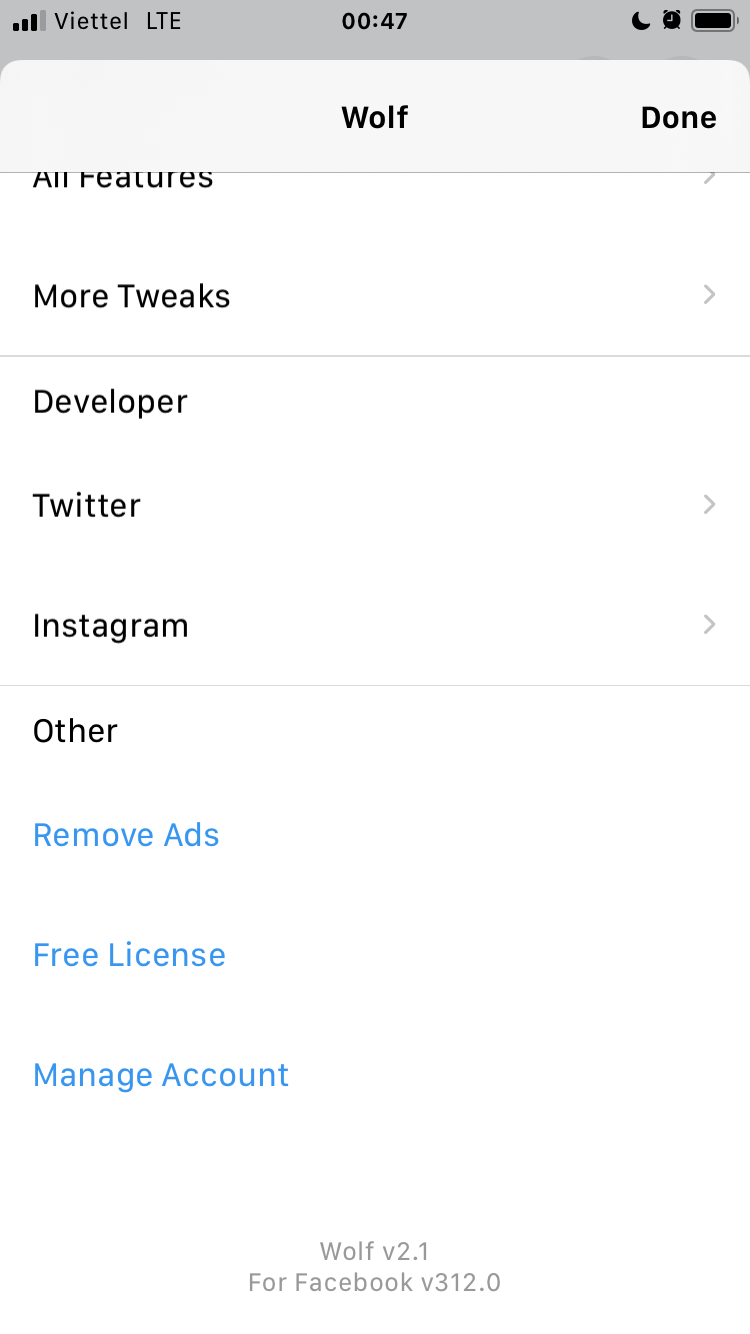 Viettel LTE 00:47
Wolf Done
All Features
More Tweaks
Developer
Twitter
Instagram
Other
Remove Ads
Free License
Manage Account
Wolf v2.1
For Facebook v312.0